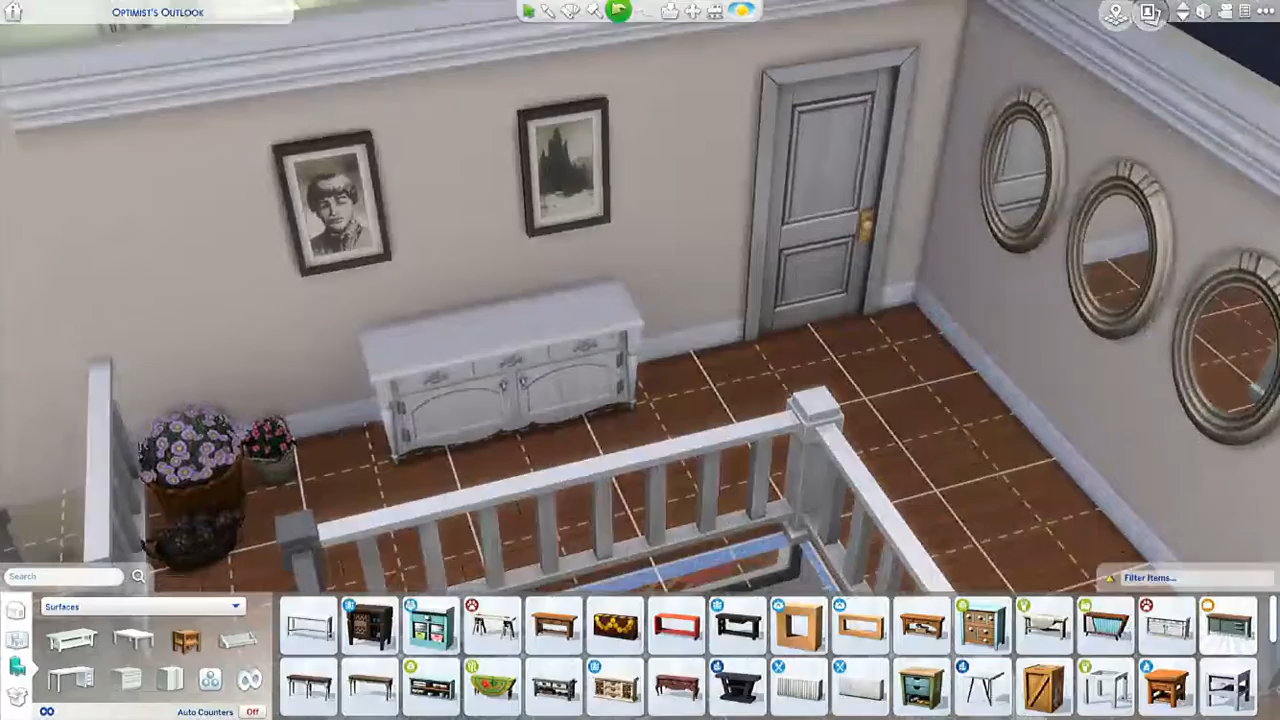 OPTIMIST'S OUTLOOK
Search
Filter Items...
Surfaces
Auto Counters
Off